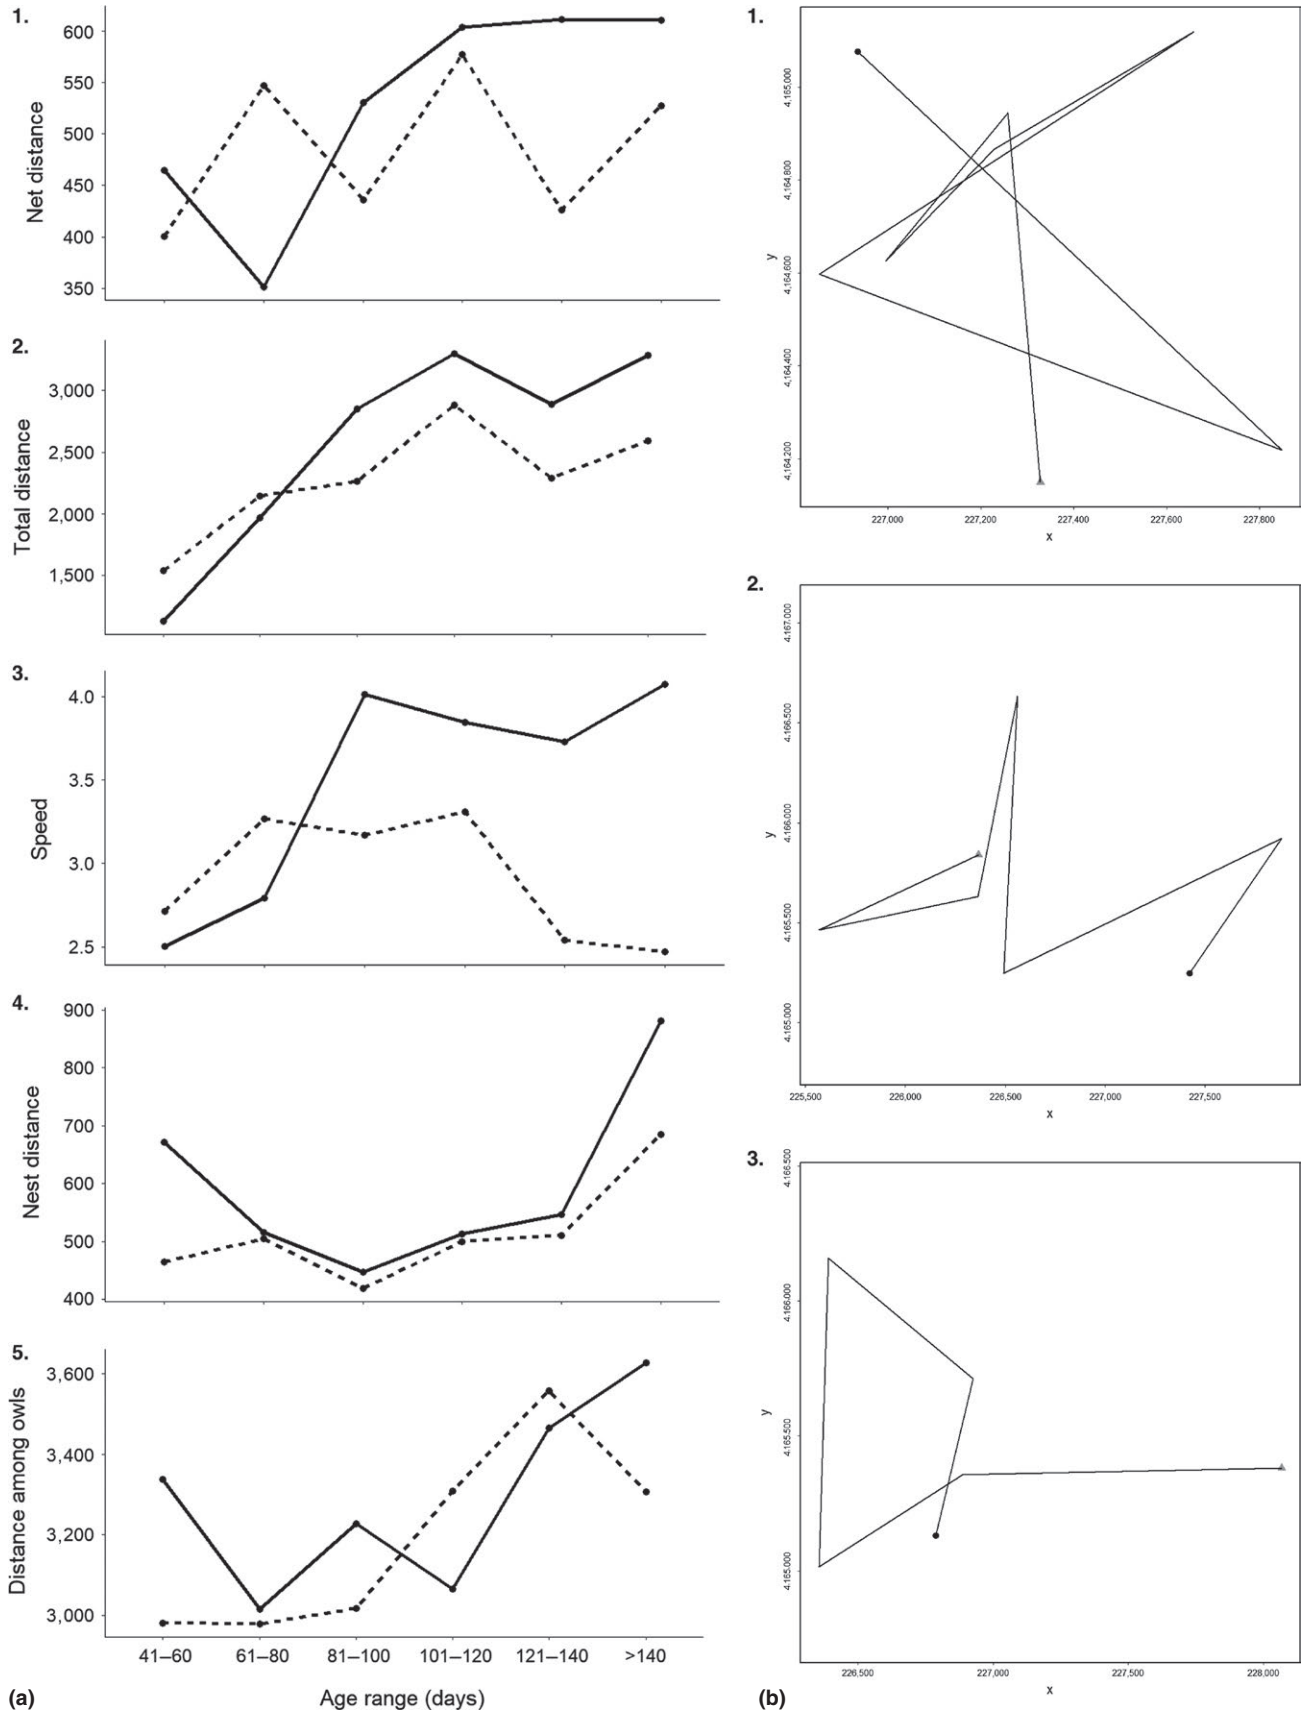 1.
600
550
500
450
400
350
Net distance
2.
3,000
2,500
2,000
1,500
Total distance
3.
4.0
3.5
3.0
2.5
Speed
4.
900
800
700
600
500
400
Nest distance
5.
3,600
3,400
3,200
3,000
Distance among owls
41–60 61–80 81–100 101–120 121–140 >140
Age range (days)
(a)
1.
4,165,000
4,164,800
4,164,600
4,164,400
4,164,200
y
227,000 227,200 227,400 227,600 227,800
x
2.
4,167,000
4,166,500
4,166,000
4,165,500
4,165,000
y
225,500 226,000 226,500 227,000 227,500
x
3.
4,166,500
4,166,000
4,165,500
4,165,000
y
226,500 227,000 227,500 228,000
x
(b)